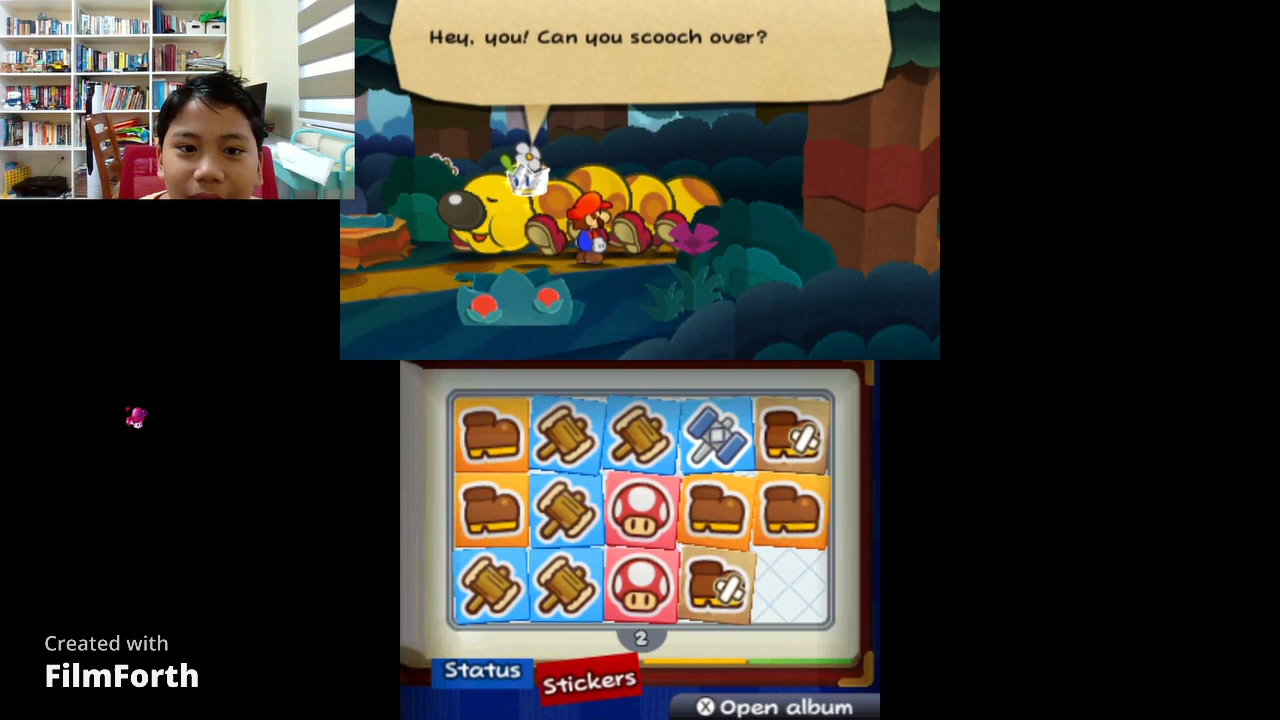 Hey, you! Can you scooch over?
2
Status
Stickers
X Open album
Created with
FilmForth